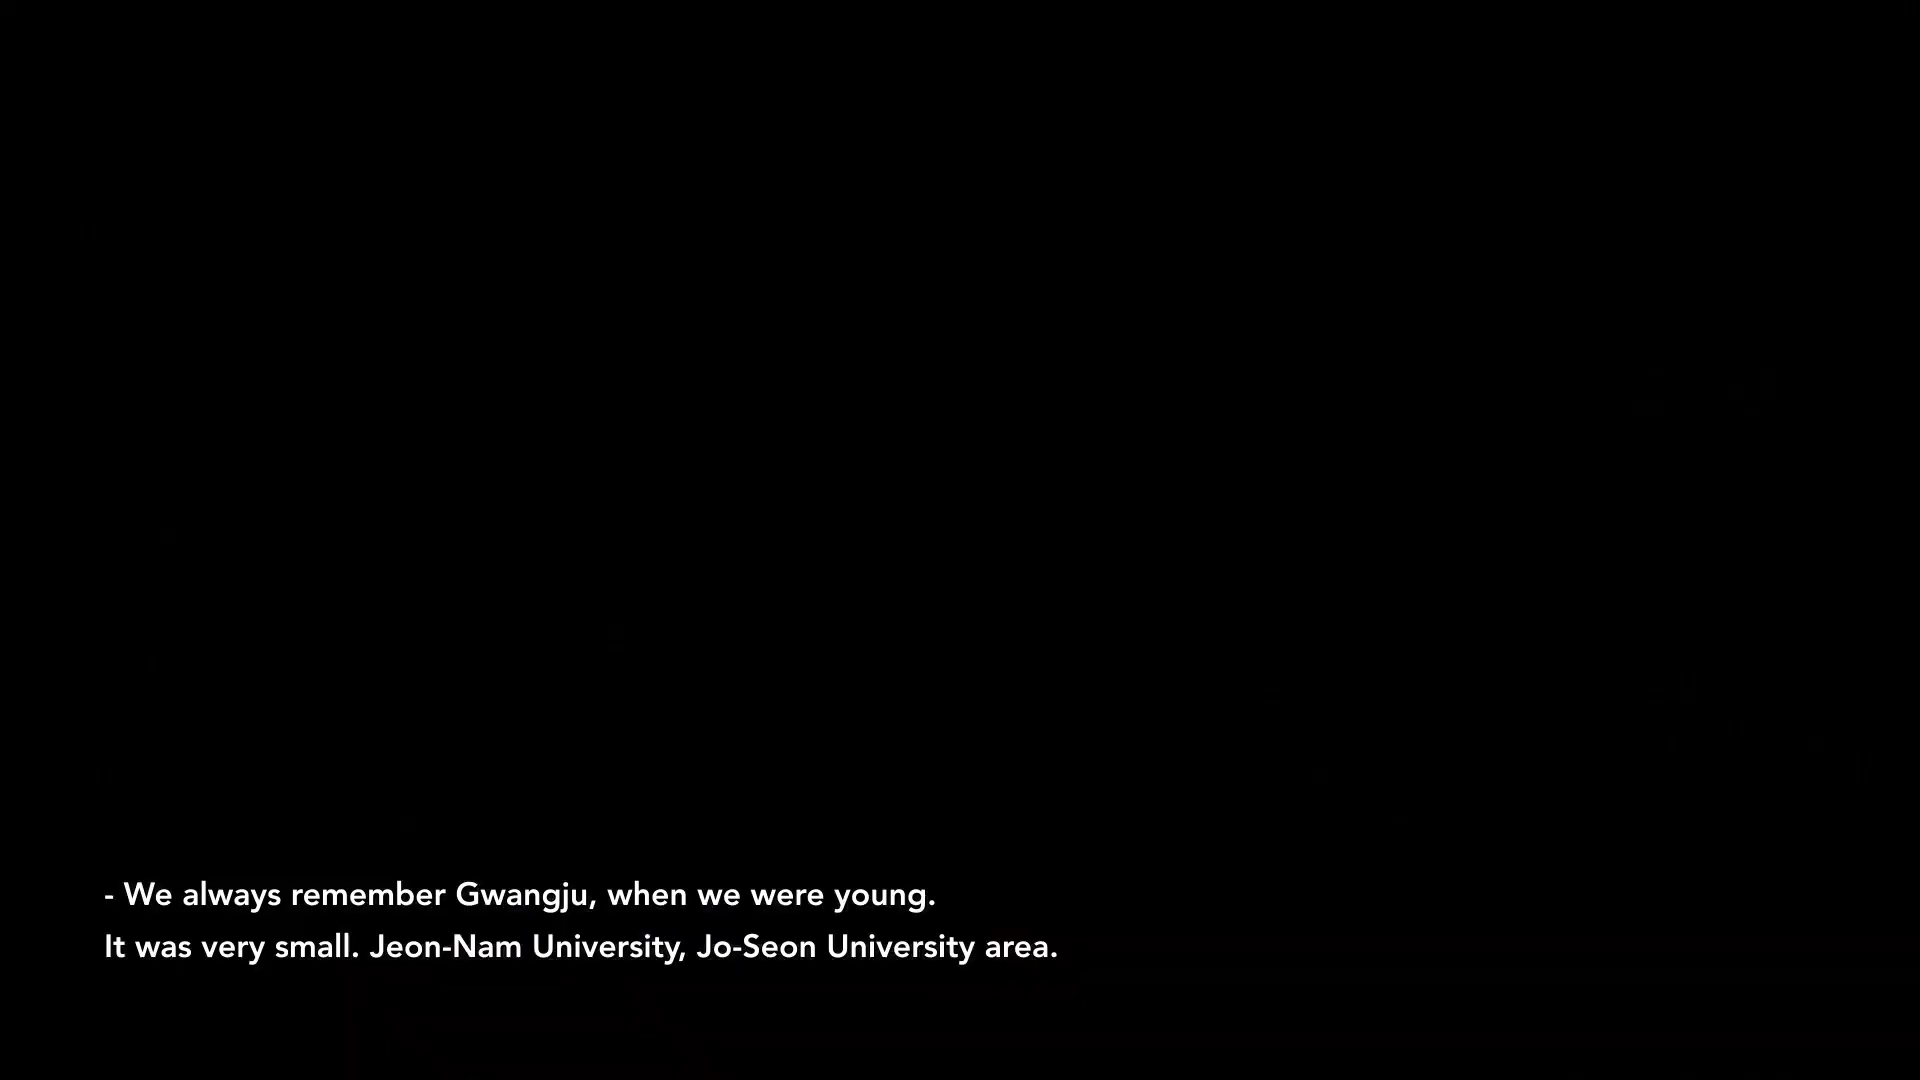 - We always remember Gwangju, when we were young.
It was very small. Jeon-Nam University, Jo-Seon University area.